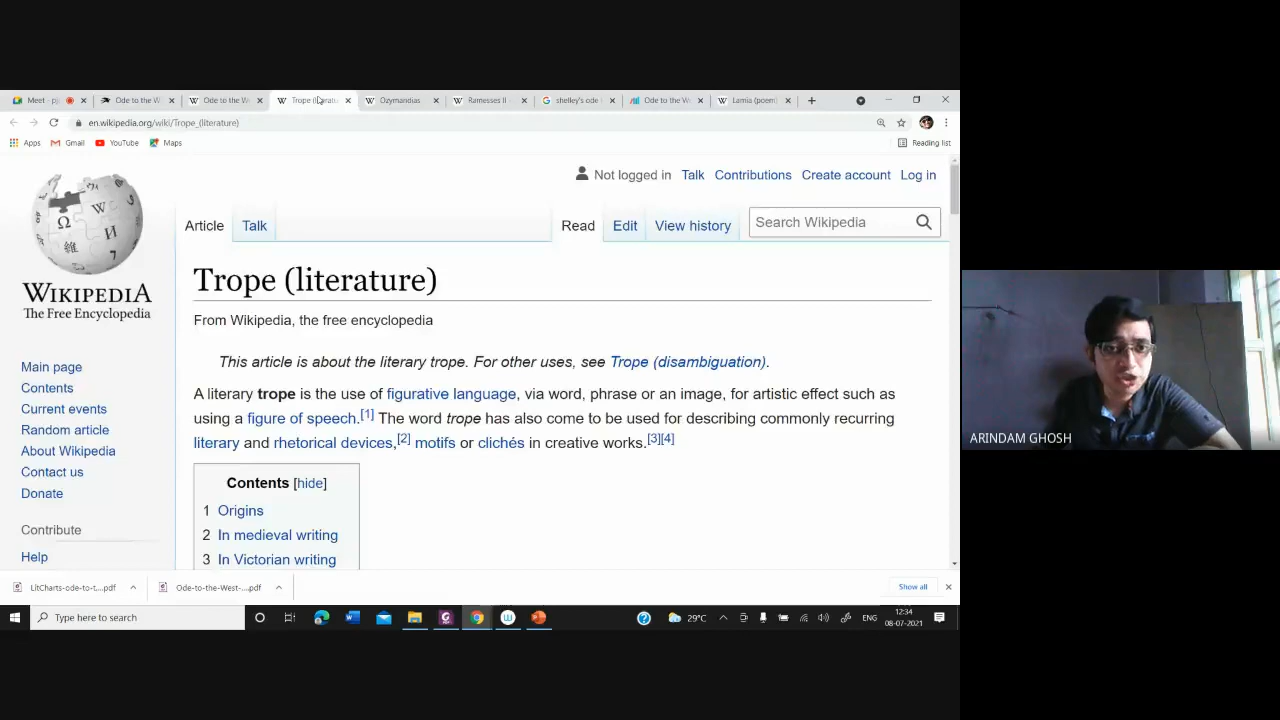 Meet - pj
Ode to the W
Ode to the We
Trope (literatu
Ozymandias
Ramesses II
shelley's ode t
Ode to the We
Lamia (poem)
en.wikipedia.org/wiki/Trope_(literature)
Apps Gmail YouTube Maps Reading list
Not logged in Talk Contributions Create account Log in
Article Talk Read Edit View history Search Wikipedia
WIKIPEDIA
The Free Encyclopedia
Main page
Contents
Current events
Random article
About Wikipedia
Contact us
Donate
Contribute
Help
Trope (literature)
From Wikipedia, the free encyclopedia
This article is about the literary trope. For other uses, see Trope (disambiguation).
A literary trope is the use of figurative language, via word, phrase or an image, for artistic effect such as
using a figure of speech.[1] The word trope has also come to be used for describing commonly recurring
literary and rhetorical devices,[2] motifs or clichés in creative works.[3][4]
Contents [hide]
1 Origins
2 In medieval writing
3 In Victorian writing
ARINDAM GHOSH
LitCharts-ode-to-t....pdf
Ode-to-the-West-...pdf
Show all
Type here to search
29°C
ENG
12:34
08-07-2021